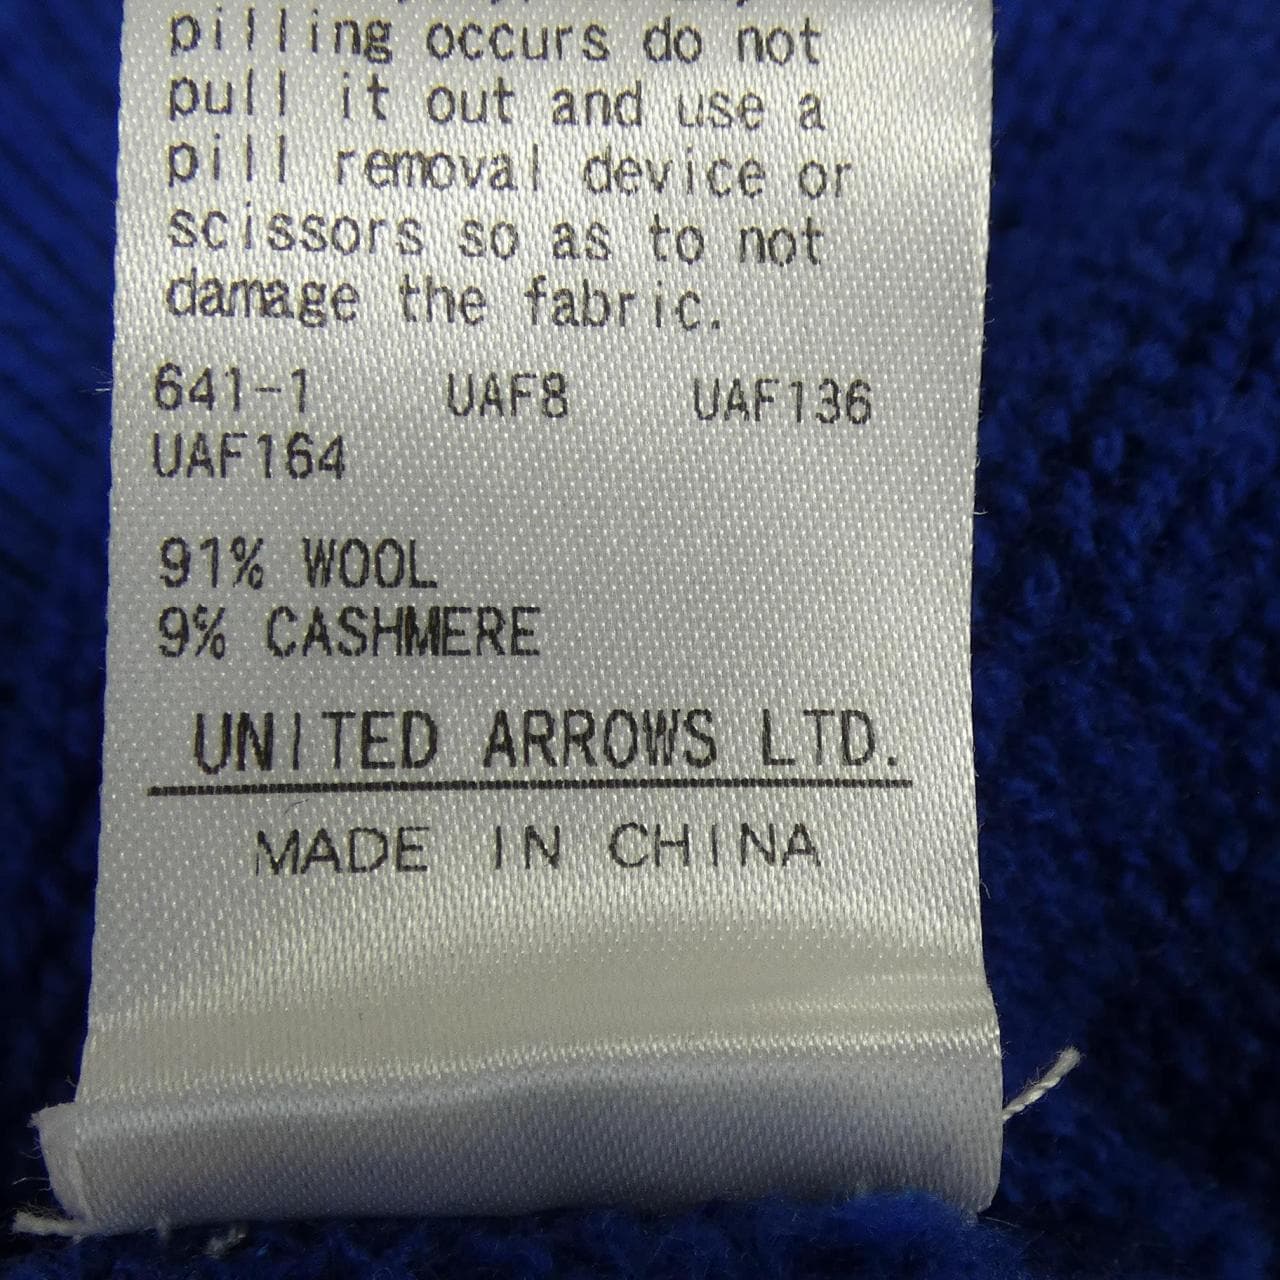 pilling occurs do not
pull it out and use a
pill removal device or
scissors so as to not
damage the fabric.
641-1 UAF8 UAF136
UAF164
91% WOOL
9% CASHMERE
UNITED ARROWS LTD.
MADE IN CHINA